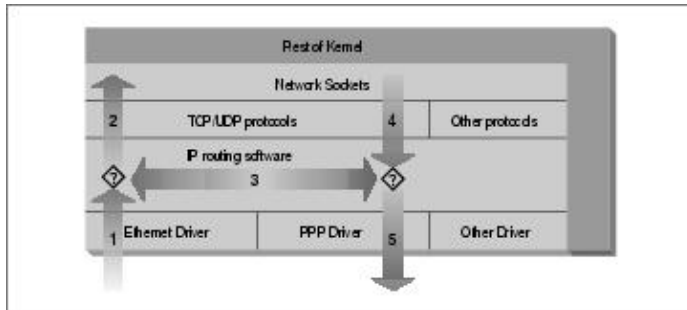 Rest of Kernel
Network Sockets
2 TCP/UDP protocols 4 Other protocols
IP routing software
? 3 ?
1 Ethernet Driver PPP Driver 5 Other Driver